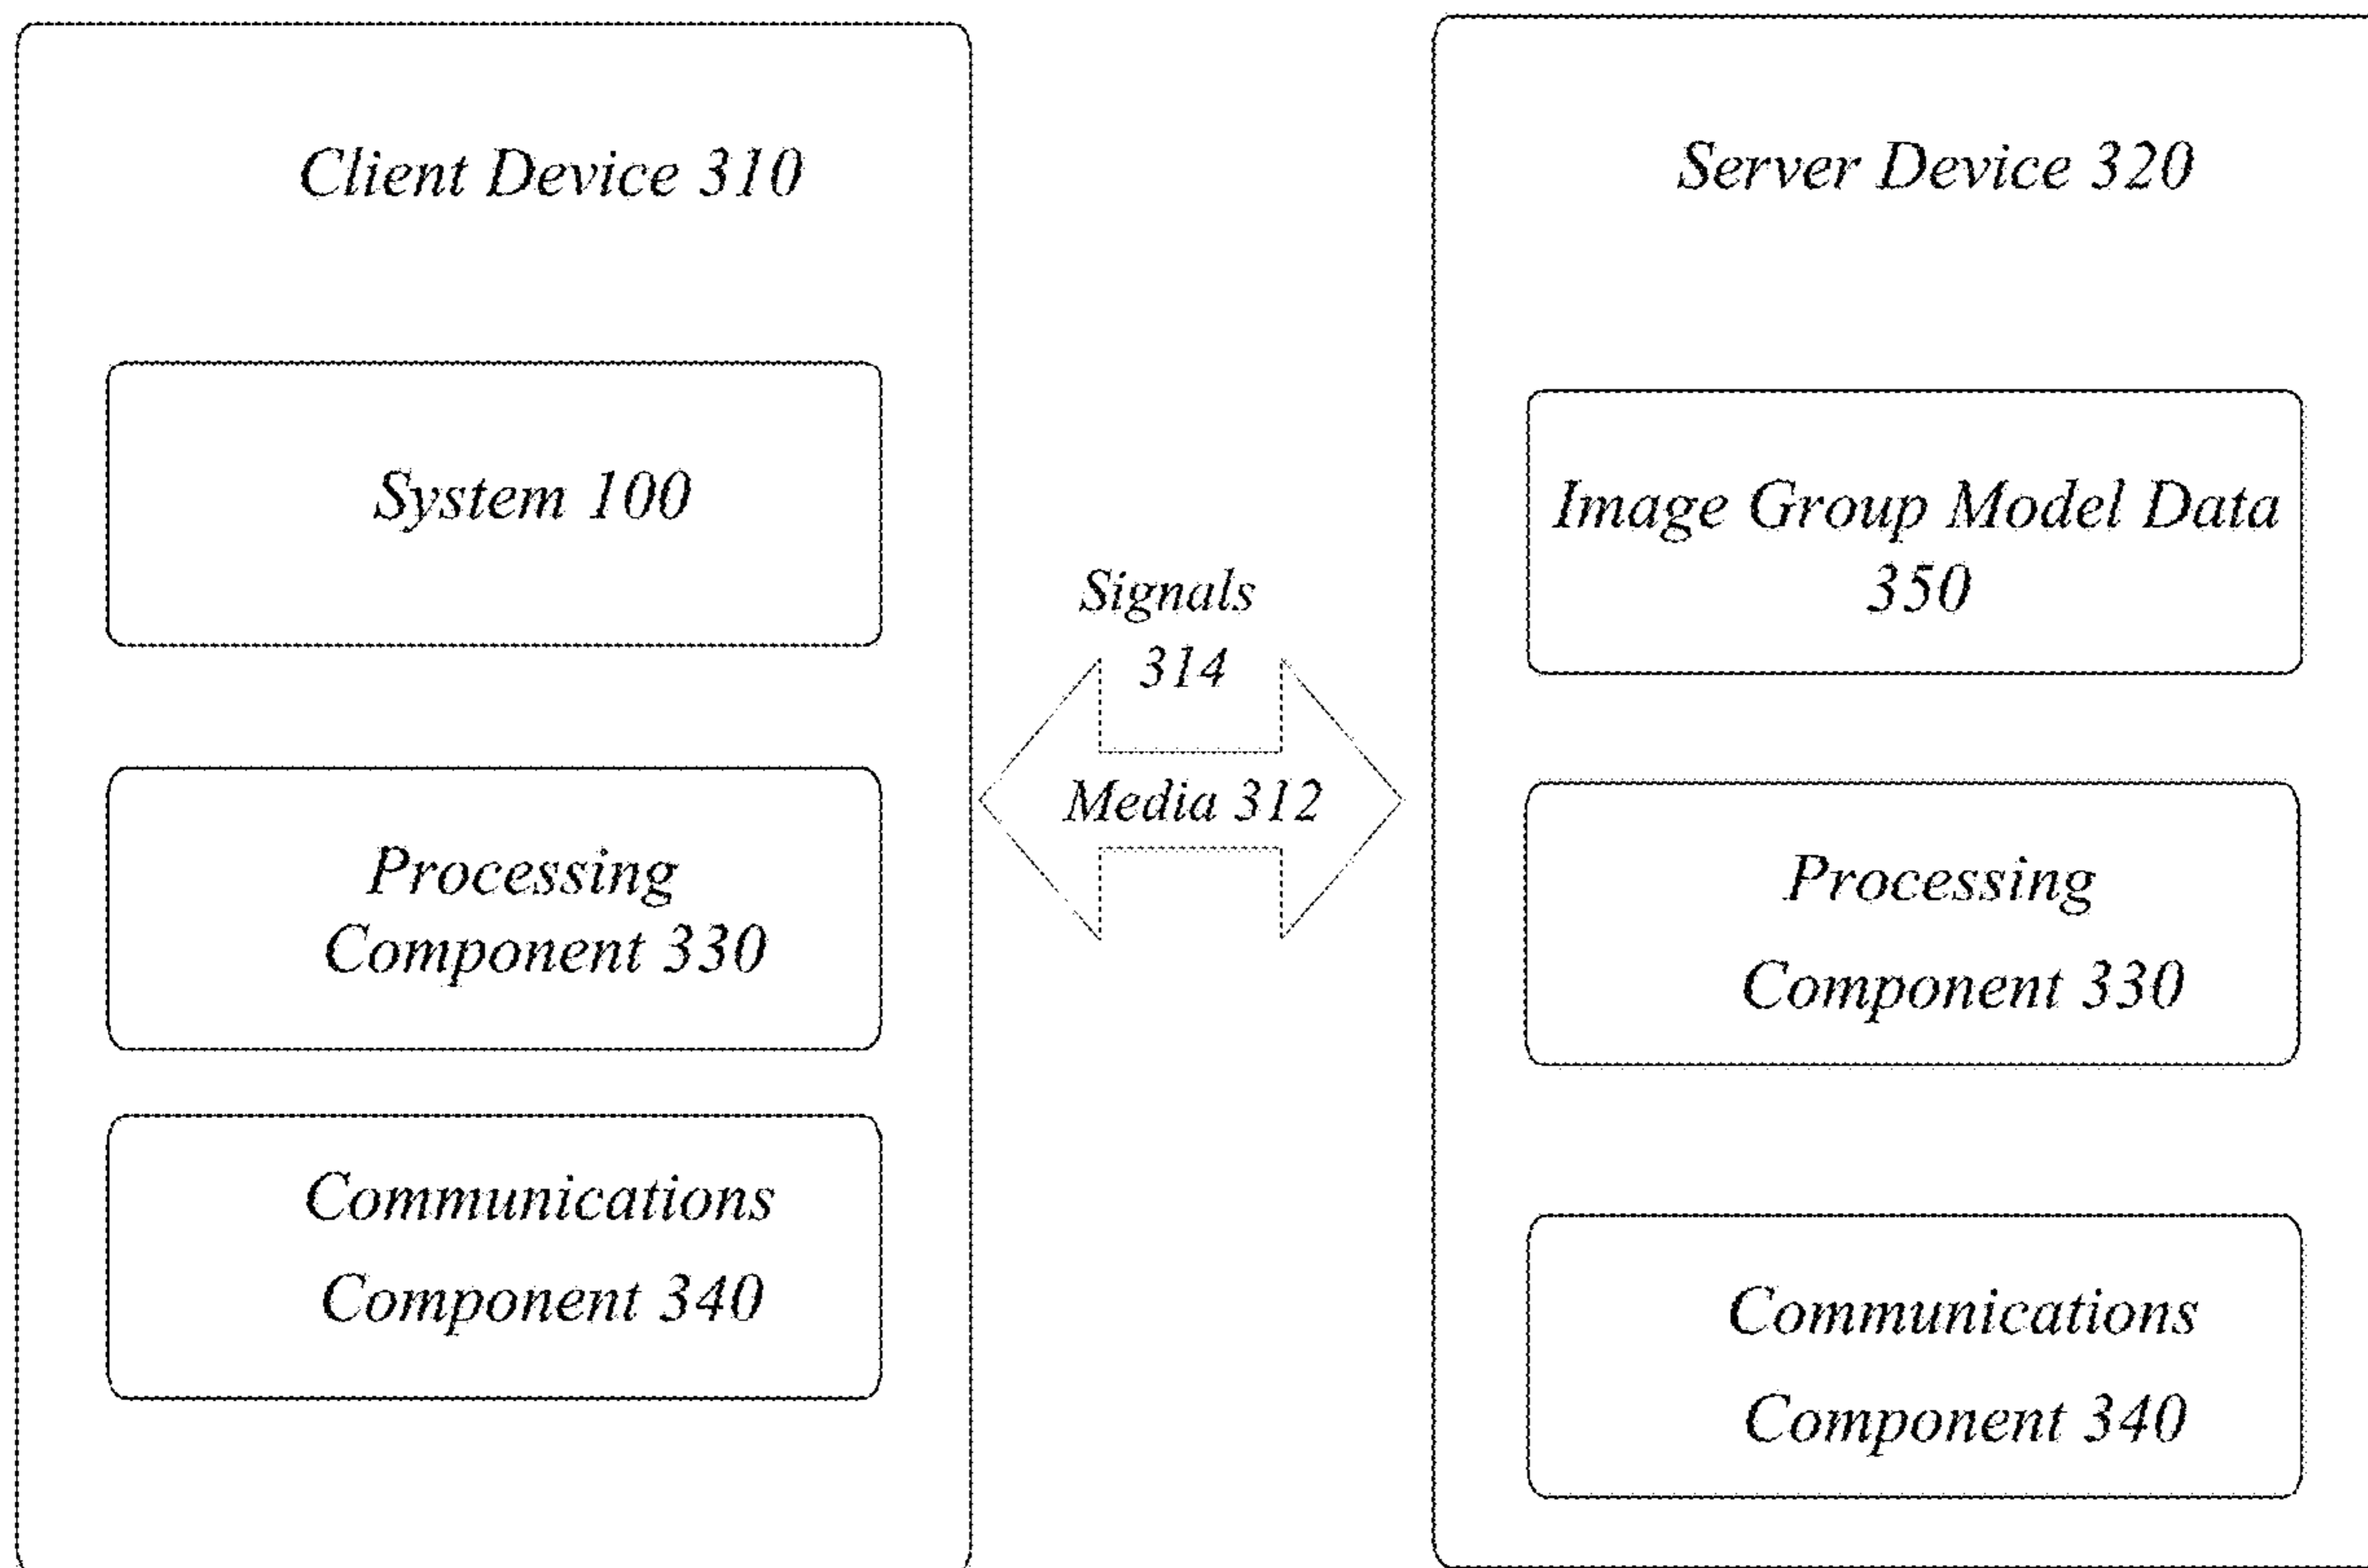 Client Device 310
System 100
Processing
Component 330
Communications
Component 340
Signals
314
Media 312
Server Device 320
Image Group Model Data
350
Processing
Component 330
Communications
Component 340